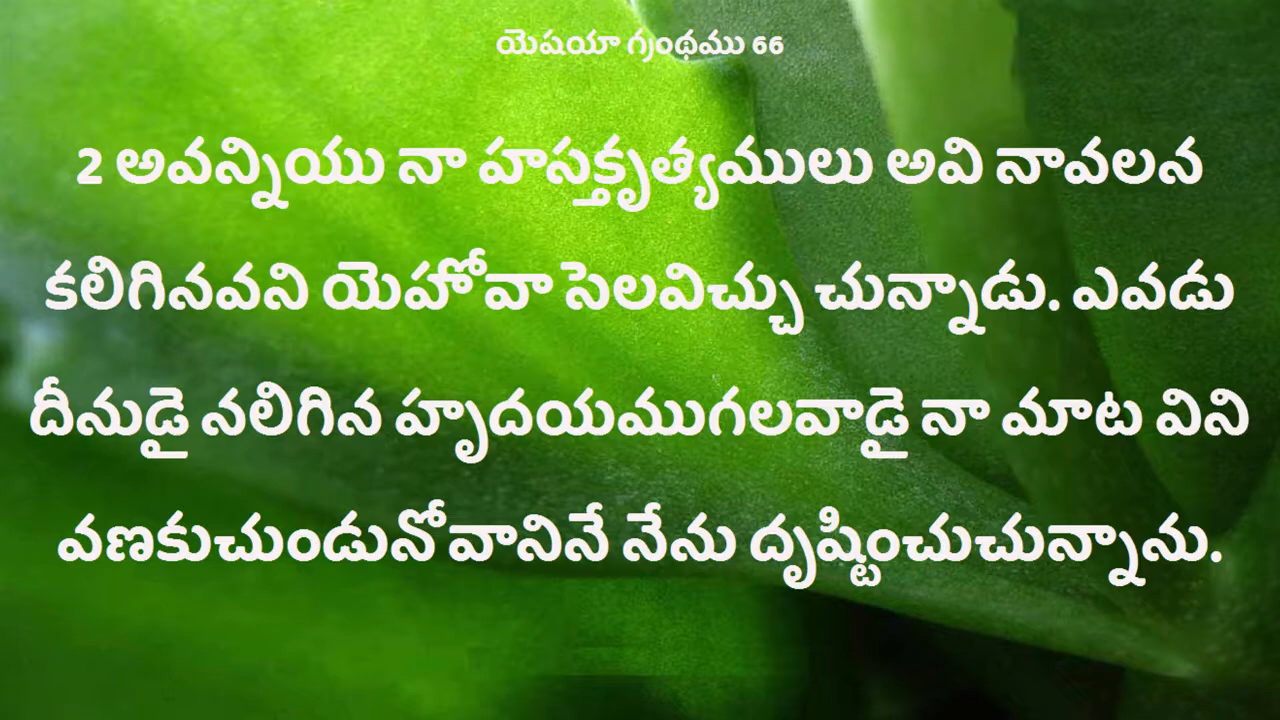 యెషయా గ్రంథము 66
2 అవన్నియు నా హస్తకృత్యములు అవి నావలన
కలిగినవని యెహోవా సెలవిచ్చు చున్నాడు. ఎవడు
దీనుడై నలిగిన హృదయముగలవాడై నా మాట విని
వణకుచుండునోవానినే నేను దృష్టించుచున్నాను.